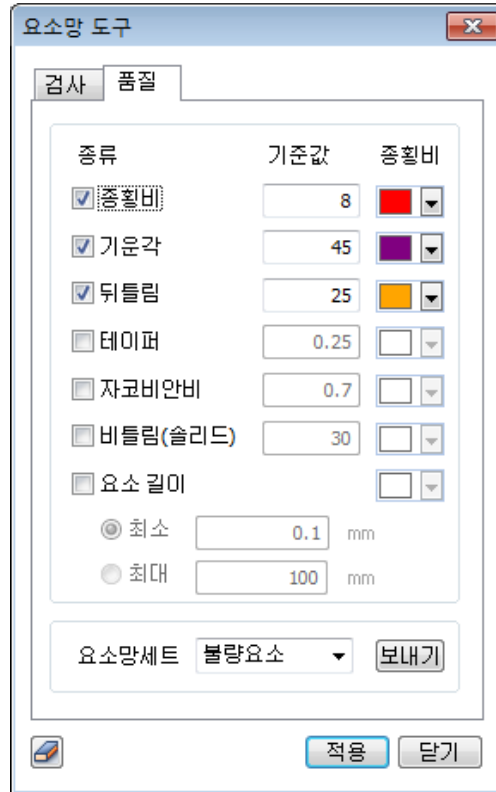 요소망 도구
검사 품질
종류 기준값 종횡비
종횡비 8
기운각 45
뒤틀림 25
테이퍼 0.25
자코비안비 0.7
비틀림(솔리드) 30
요소 길이
최소 0.1 mm
최대 100 mm
요소망세트 불량요소 보내기
적용 닫기